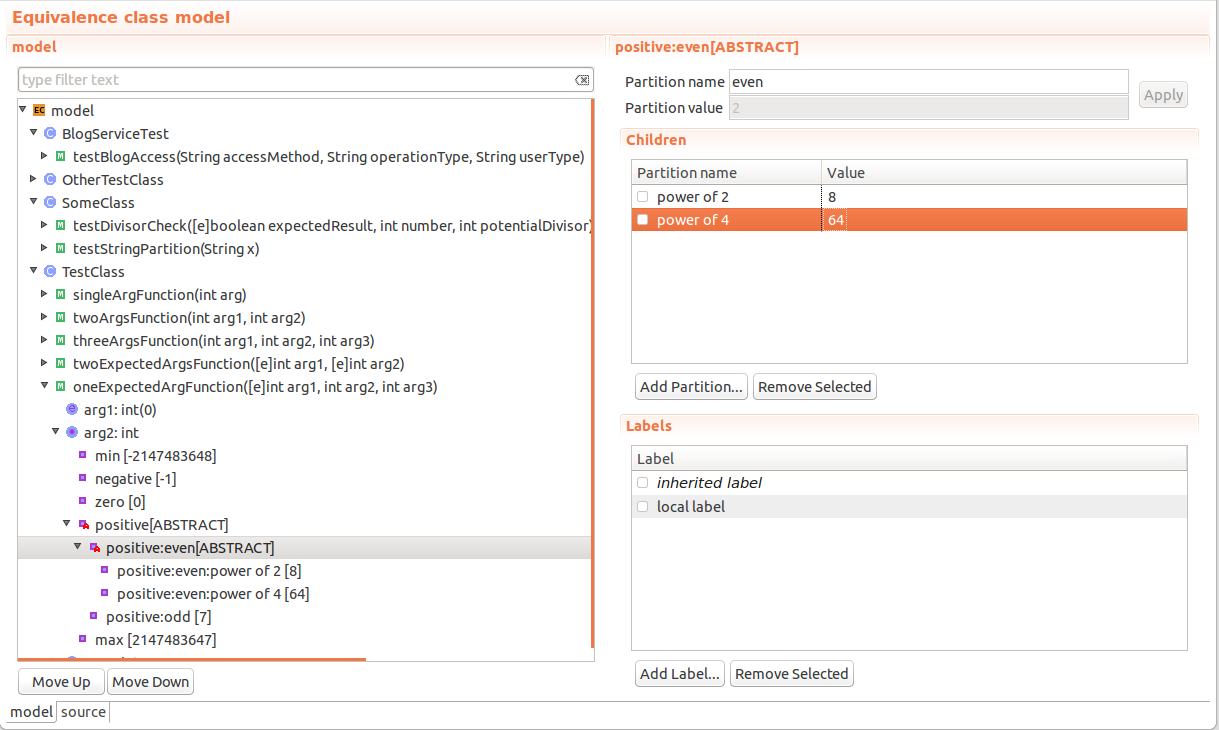 Equivalence class model
model
type filter text
EC model
C BlogServiceTest
M testBlogAccess(String accessMethod, String operationType, String userType)
C OtherTestClass
C SomeClass
M testDivisorCheck([e]boolean expectedResult, int number, int potentialDivisor)
M testStringPartition(String x)
C TestClass
M singleArgFunction(int arg)
M twoArgsFunction(int arg1, int arg2)
M threeArgsFunction(int arg1, int arg2, int arg3)
M twoExpectedArgsFunction([e]int arg1, [e]int arg2)
M oneExpectedArgFunction([e]int arg1, int arg2, int arg3)
arg1: int(0)
arg2: int
min [-2147483648]
negative [-1]
zero [0]
positive[ABSTRACT]
positive:even[ABSTRACT]
positive:even:power of 2 [8]
positive:even:power of 4 [64]
positive:odd [7]
max [2147483647]
Move Up Move Down
model source
positive:even[ABSTRACT]
Partition name even
Partition value 2
Apply
Children
Partition name Value
power of 2 8
power of 4 64
Add Partition... Remove Selected
Labels
Label
inherited label
local label
Add Label... Remove Selected